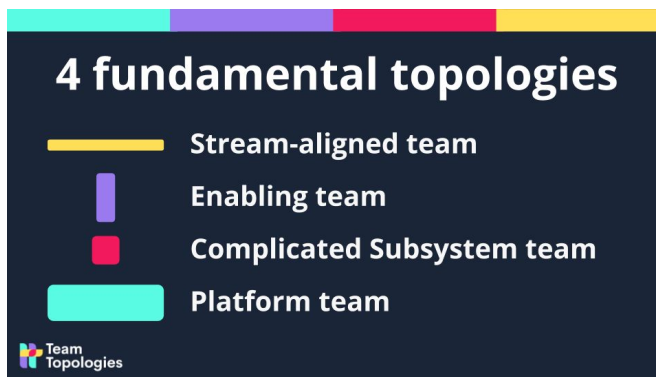 4 fundamental topologies
Stream-aligned team
Enabling team
Complicated Subsystem team
Platform team
Team
Topologies